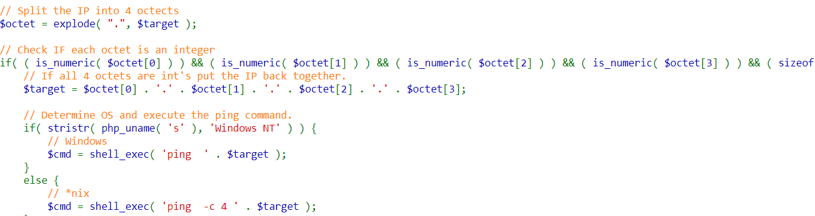 // Split the IP into 4 octects
$octet = explode( ".", $target );
// Check IF each octet is an integer
if( ( is_numeric( $octet[0] ) ) && ( is_numeric( $octet[1] ) ) && ( is_numeric( $octet[2] ) ) && ( is_numeric( $octet[3] ) ) && ( sizeof
// If all 4 octets are int's put the IP back together.
$target = $octet[0] . '.' . $octet[1] . '.' . $octet[2] . '.' . $octet[3];
// Determine OS and execute the ping command.
if( stristr( php_uname( 's' ), 'Windows NT' ) ) {
// Windows
$cmd = shell_exec( 'ping  ' . $target );
}
else {
// *nix
$cmd = shell_exec( 'ping  -c 4 ' . $target );